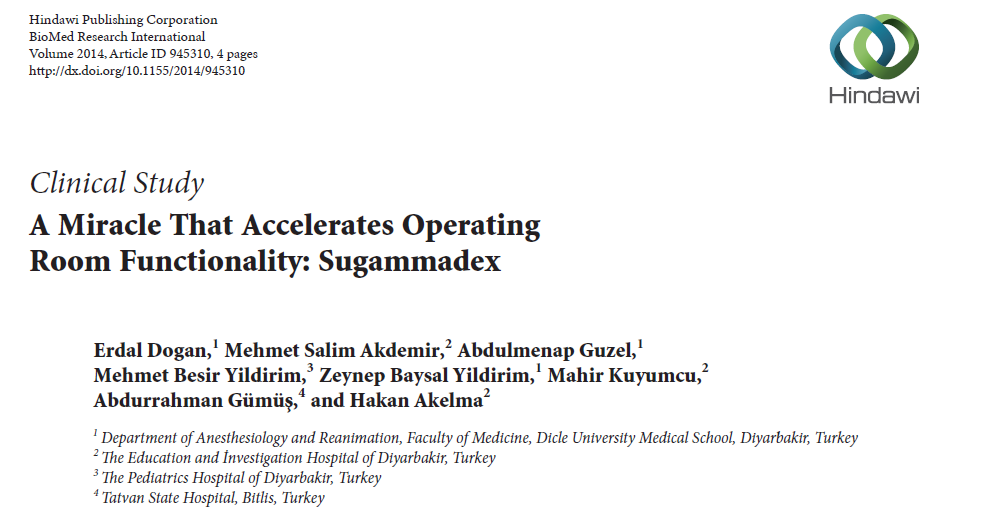 Hindawi Publishing Corporation
BioMed Research International
Volume 2014, Article ID 945310, 4 pages
http://dx.doi.org/10.1155/2014/945310
Hindawi
Clinical Study
A Miracle That Accelerates Operating
Room Functionality: Sugammadex
Erdal Dogan,1 Mehmet Salim Akdemir,2 Abdulmenap Guzel,1
Mehmet Besir Yildirim,3 Zeynep Baysal Yildirim,1 Mahir Kuyumcu,2
Abdurrahman Gümüş,4 and Hakan Akelma2
1 Department of Anesthesiology and Reanimation, Faculty of Medicine, Dicle University Medical School, Diyarbakir, Turkey
2 The Education and İnvestigation Hospital of Diyarbakir, Turkey
3 The Pediatrics Hospital of Diyarbakir, Turkey
4 Tatvan State Hospital, Bitlis, Turkey